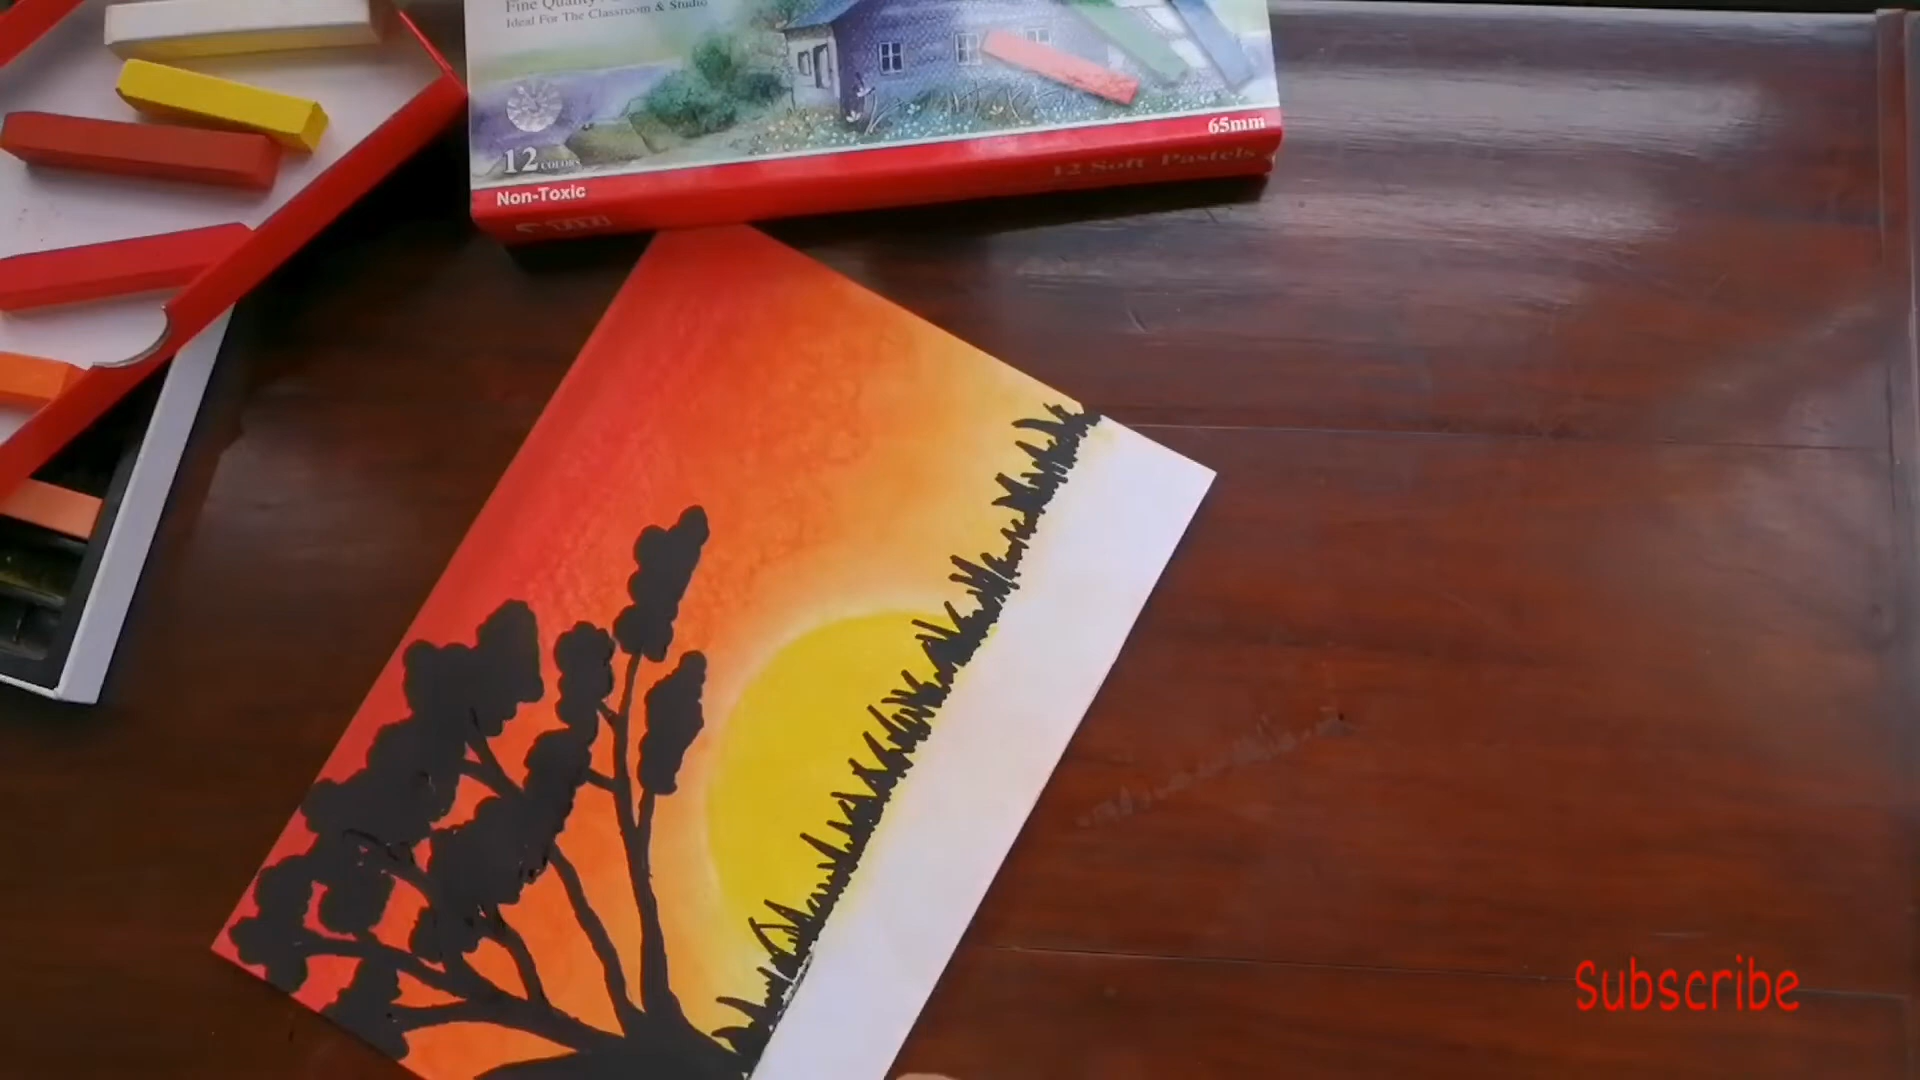 Fine Quality
Ideal For The Classroom & Studio
65mm
12 COLORS
12 Soft Pastels
Non-Toxic
Subscribe